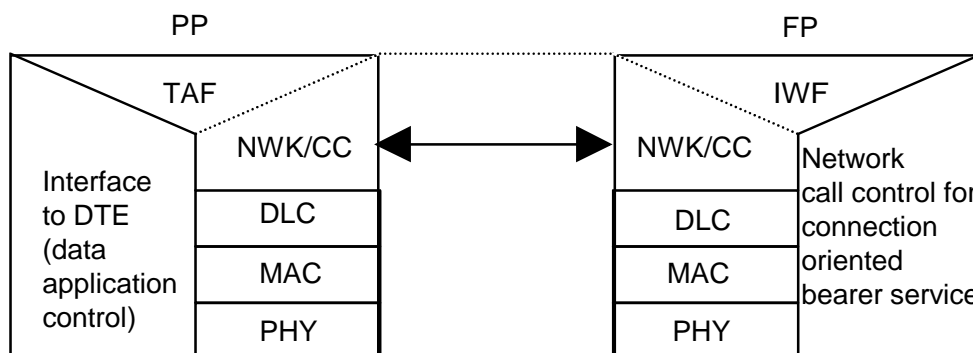 PP
FP
TAF
IWF
NWK/CC
NWK/CC
Interface
to DTE
(data
application
control)
DLC
MAC
PHY
DLC
MAC
PHY
Network
call control for
connection
oriented
bearer service